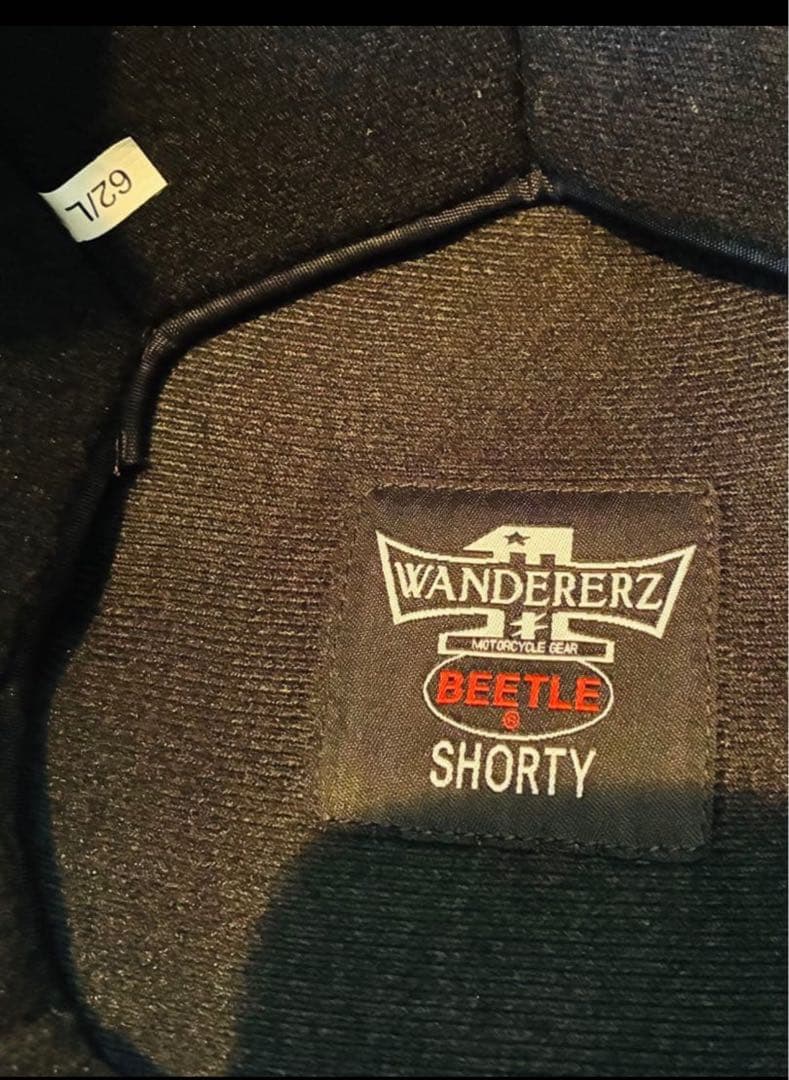 62/L
WANDERERZ
MOTORCYCLE GEAR
BEETLE
®
SHORTY